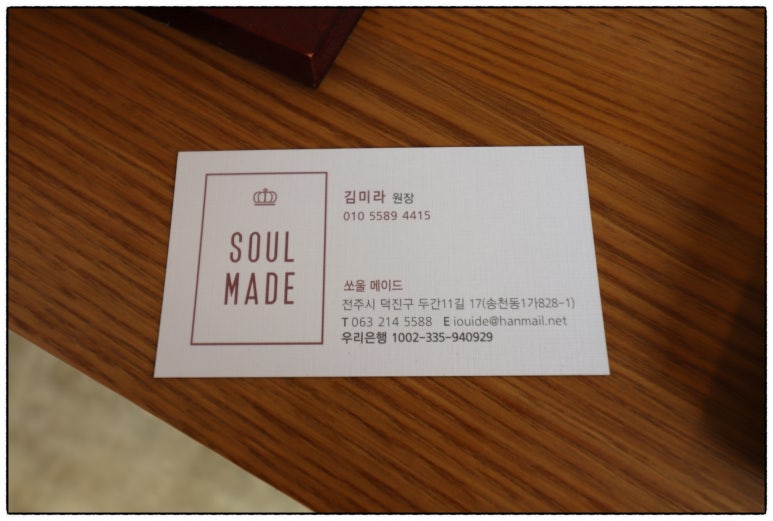 SOUL
MADE
김미라 원장
010 5589 4415
쏘울 메이드
전주시 덕진구 두간11길 17(송천동1가828-1)
T 063 214 5588 E iouide@hanmail.net
우리은행 1002-335-940929